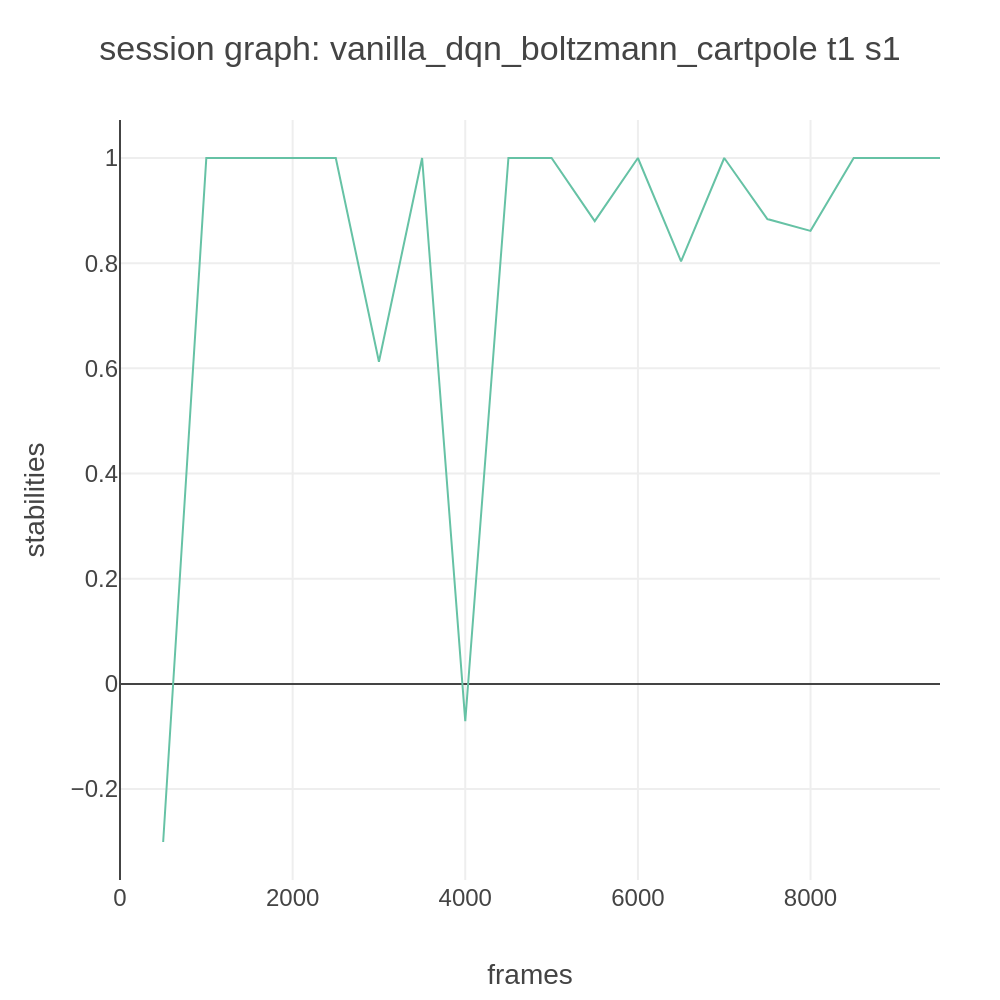 session graph: vanilla_dqn_boltzmann_cartpole t1 s1
1
0.8
0.6
0.4
0.2
0
−0.2
stabilities
0 2000 4000 6000 8000
frames